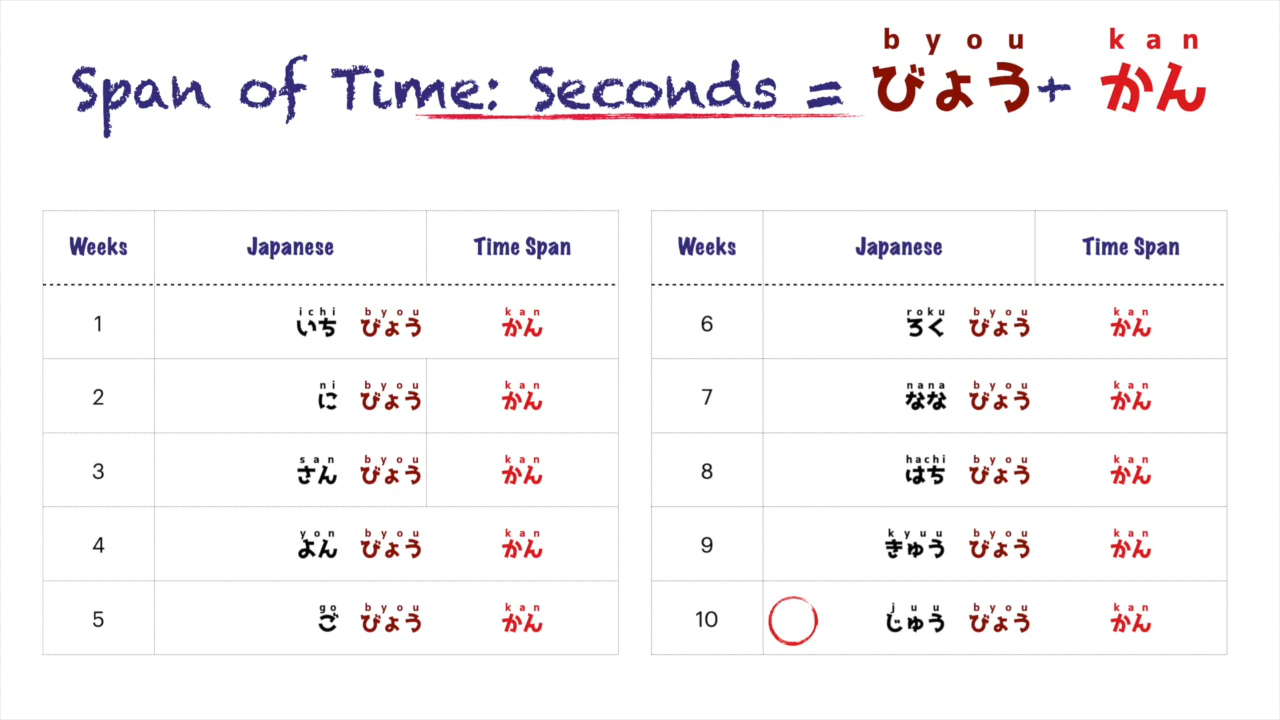 b y o u k a n
Span of Time: Seconds = びょう+ かん
Weeks Japanese Time Span
ichi byou kan
1 いち びょう かん
ni byou kan
2 に びょう かん
san byou kan
3 さん びょう かん
yon byou kan
4 よん びょう かん
go byou kan
5 ご びょう かん
Weeks Japanese Time Span
roku byou kan
6 ろく びょう かん
nana byou kan
7 なな びょう かん
hachi byou kan
8 はち びょう かん
kyuu byou kan
9 きゅう びょう かん
juu byou kan
10 じゅう びょう かん